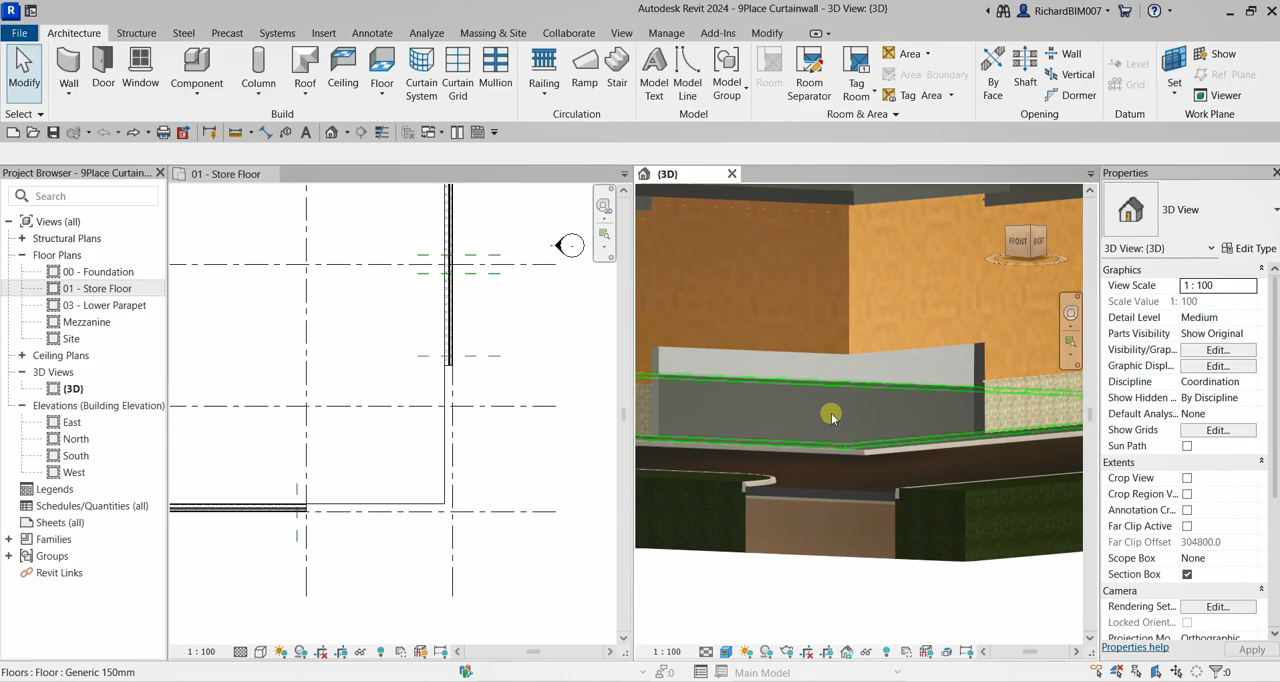 Autodesk Revit 2024 - 9Place Curtainwall - 3D View: {3D}
RichardBIM007
File Architecture Structure Steel Precast Systems Insert Annotate Analyze Massing & Site Collaborate View Manage Add-Ins Modify
Modify Wall Door Window Component Column Roof Ceiling Floor Curtain System Curtain Grid Mullion Railing Ramp Stair Model Text Model Line Model Group Room Room Separator Tag Room
Area
Area Boundary
Tag Area
By Face Shaft
Wall
Vertical
Dormer
Level
Grid
Set
Show
Ref Plane
Viewer
Select Build Circulation Model Room & Area Opening Datum Work Plane
Project Browser - 9Place Curtain...
01 - Store Floor
{3D}
Properties
Search
Views (all)
Structural Plans
Floor Plans
00 - Foundation
01 - Store Floor
03 - Lower Parapet
Mezzanine
Site
Ceiling Plans
3D Views
{3D}
Elevations (Building Elevation)
East
North
South
West
Legends
Schedules/Quantities (all)
Sheets (all)
Families
Groups
Revit Links
FRONT
3D View
3D View: {3D}
Edit Type
Graphics
View Scale 1 : 100
Scale Value 1: 100
Detail Level Medium
Parts Visibility Show Original
Visibility/Grap... Edit...
Graphic Displ... Edit...
Discipline Coordination
Show Hidden ... By Discipline
Default Analys... None
Show Grids Edit...
Sun Path
Extents
Crop View
Crop Region V...
Annotation Cr...
Far Clip Active
Far Clip Offset 304800.0
Scope Box None
Section Box
Camera
Rendering Set... Edit...
Locked Orient...
Projection Mo... Orthographic
Properties help
Apply
1 : 100
1 : 100
Floors : Floor : Generic 150mm
:0
Main Model
:0